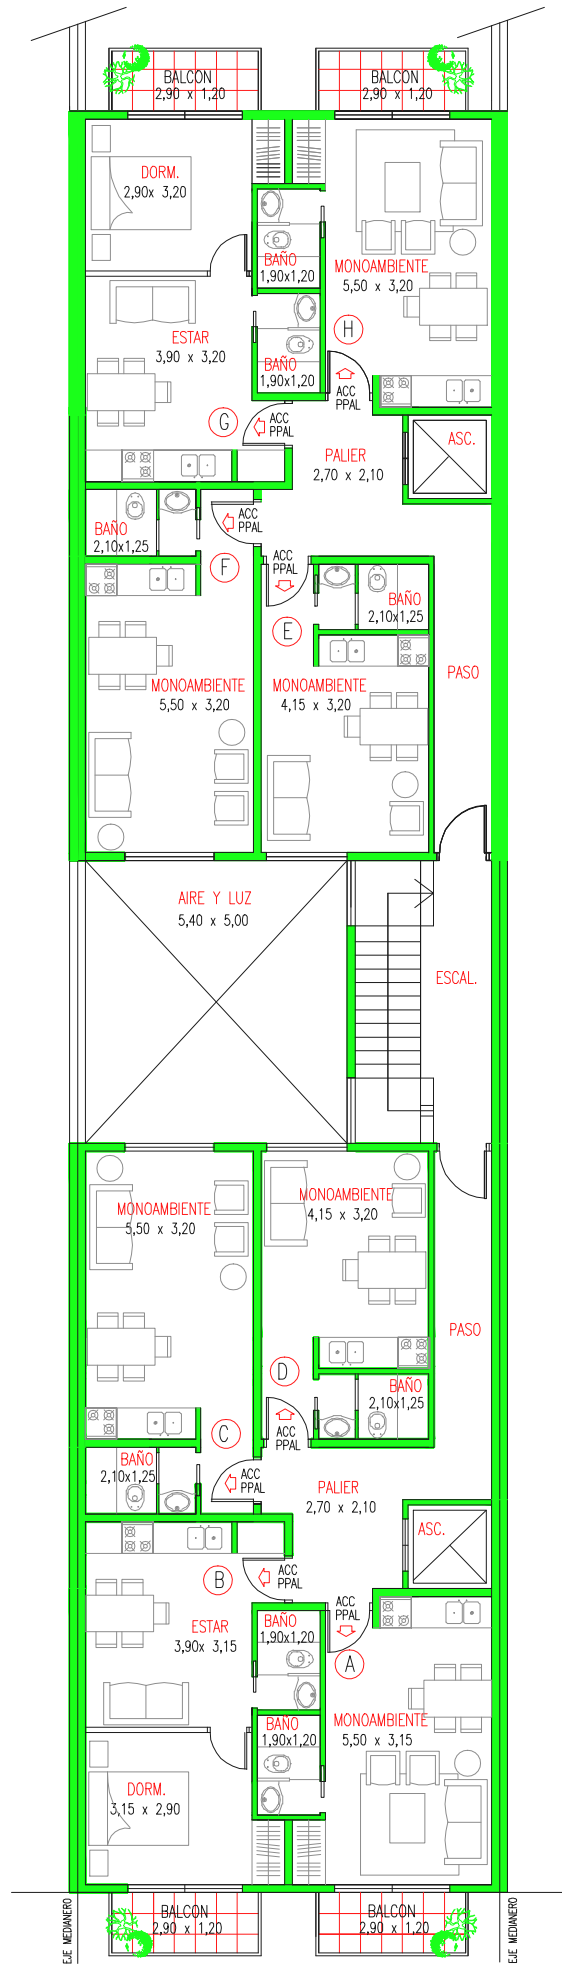 BALCON
2,90 x 1,20
BALCON
2,90 x 1,20
DORM.
2,90x 3,20
BAÑO
1,90x1,20
MONOAMBIENTE
5,50 x 3,20
ESTAR
3,90 x 3,20
H
BAÑO
1,90x1,20
ACC
PPAL
G
ACC
PPAL
ASC.
PALIER
2,70 x 2,10
BAÑO
2,10x1,25
ACC
PPAL
F
ACC
PPAL
BAÑO
2,10x1,25
E
PASO
MONOAMBIENTE
5,50 x 3,20
MONOAMBIENTE
4,15 x 3,20
AIRE Y LUZ
5,40 x 5,00
ESCAL.
MONOAMBIENTE
5,50 x 3,20
MONOAMBIENTE
4,15 x 3,20
PASO
D
BAÑO
2,10x1,25
C
ACC
PPAL
BAÑO
2,10x1,25
ACC
PPAL
PALIER
2,70 x 2,10
ASC.
B
ACC
PPAL
ACC
PPAL
ESTAR
3,90x 3,15
BAÑO
1,90x1,20
A
BAÑO
1,90x1,20
MONOAMBIENTE
5,50 x 3,15
DORM.
3,15 x 2,90
BALCON
2,90 x 1,20
BALCON
2,90 x 1,20
EJE MEDIANERO
EJE MEDIANERO